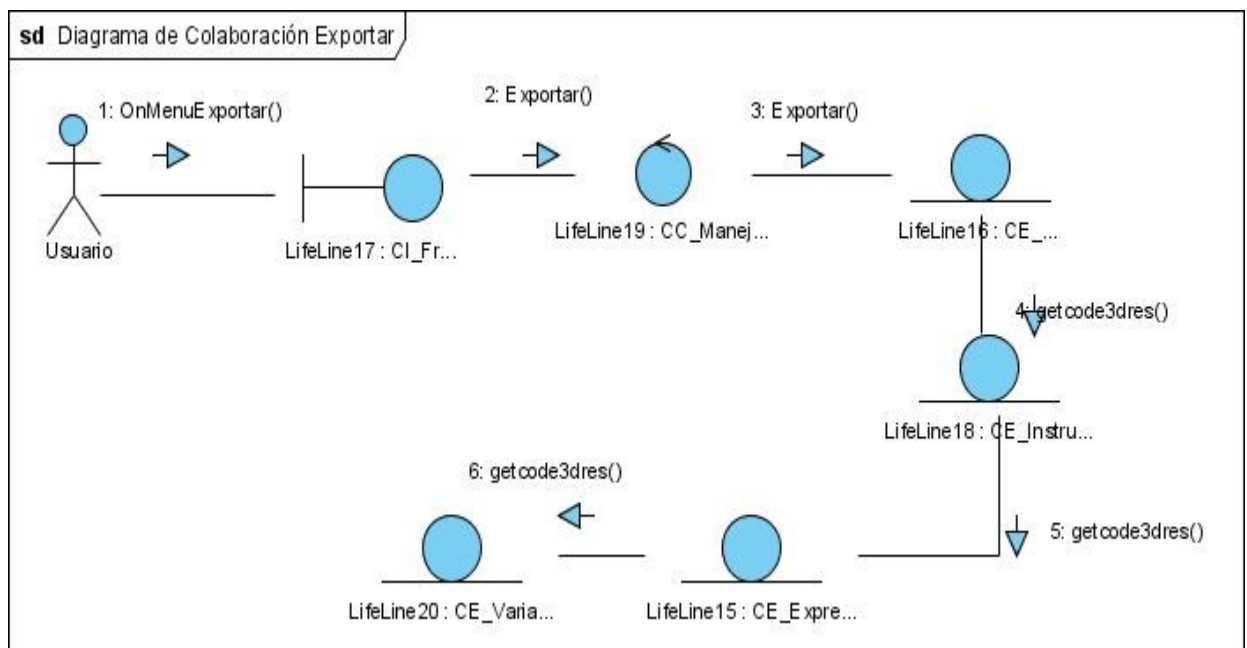 sd Diagrama de Colaboración Exportar
1: OnMenuExportar()
2: Exportar()
3: Exportar()
Usuario
LifeLine17 : CI_Fr...
LifeLine19 : CC_Manej...
LifeLine16 : CE_...
4: getcode3dres()
LifeLine18 : CE_Instru...
6: getcode3dres()
5: getcode3dres()
LifeLine20 : CE_Varia...
LifeLine15 : CE_Expre...